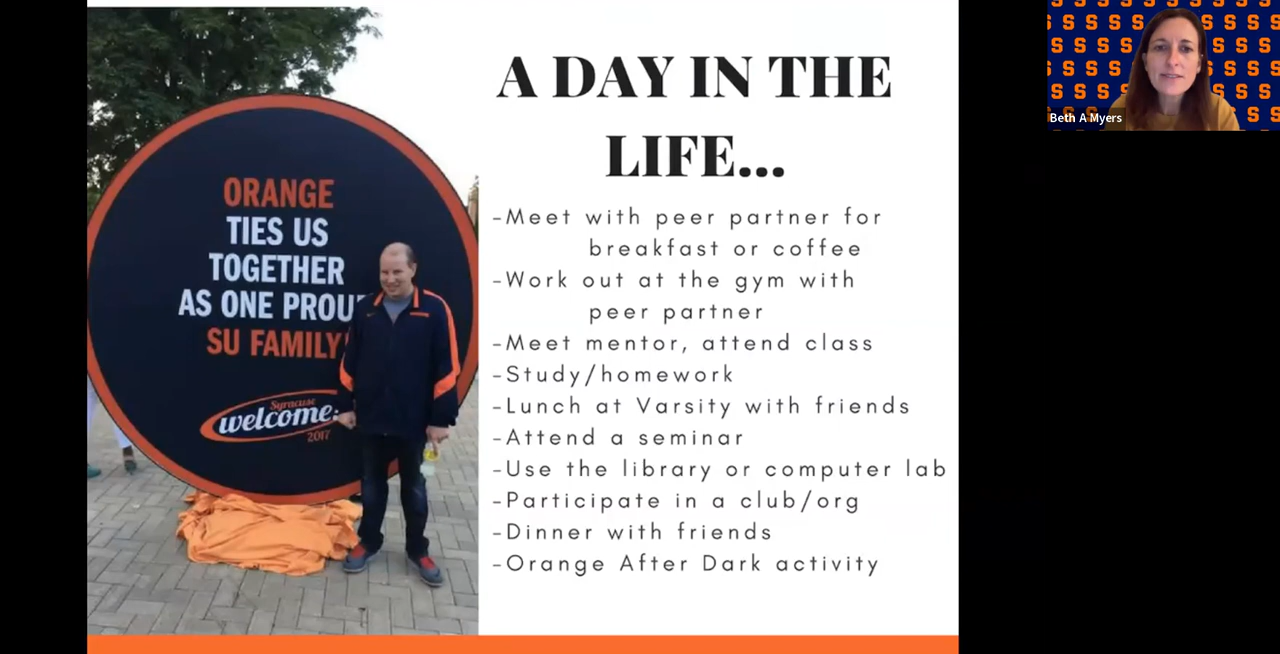 A DAY IN THE
LIFE...
-Meet with peer partner for
breakfast or coffee
-Work out at the gym with
peer partner
-Meet mentor, attend class
-Study/homework
-Lunch at Varsity with friends
-Attend a seminar
-Use the library or computer lab
-Participate in a club/org
-Dinner with friends
-Orange After Dark activity
ORANGE
TIES US
TOGETHER
AS ONE PROU
SU FAMILY!
Syracuse
welcome:
2017
Beth A Myers